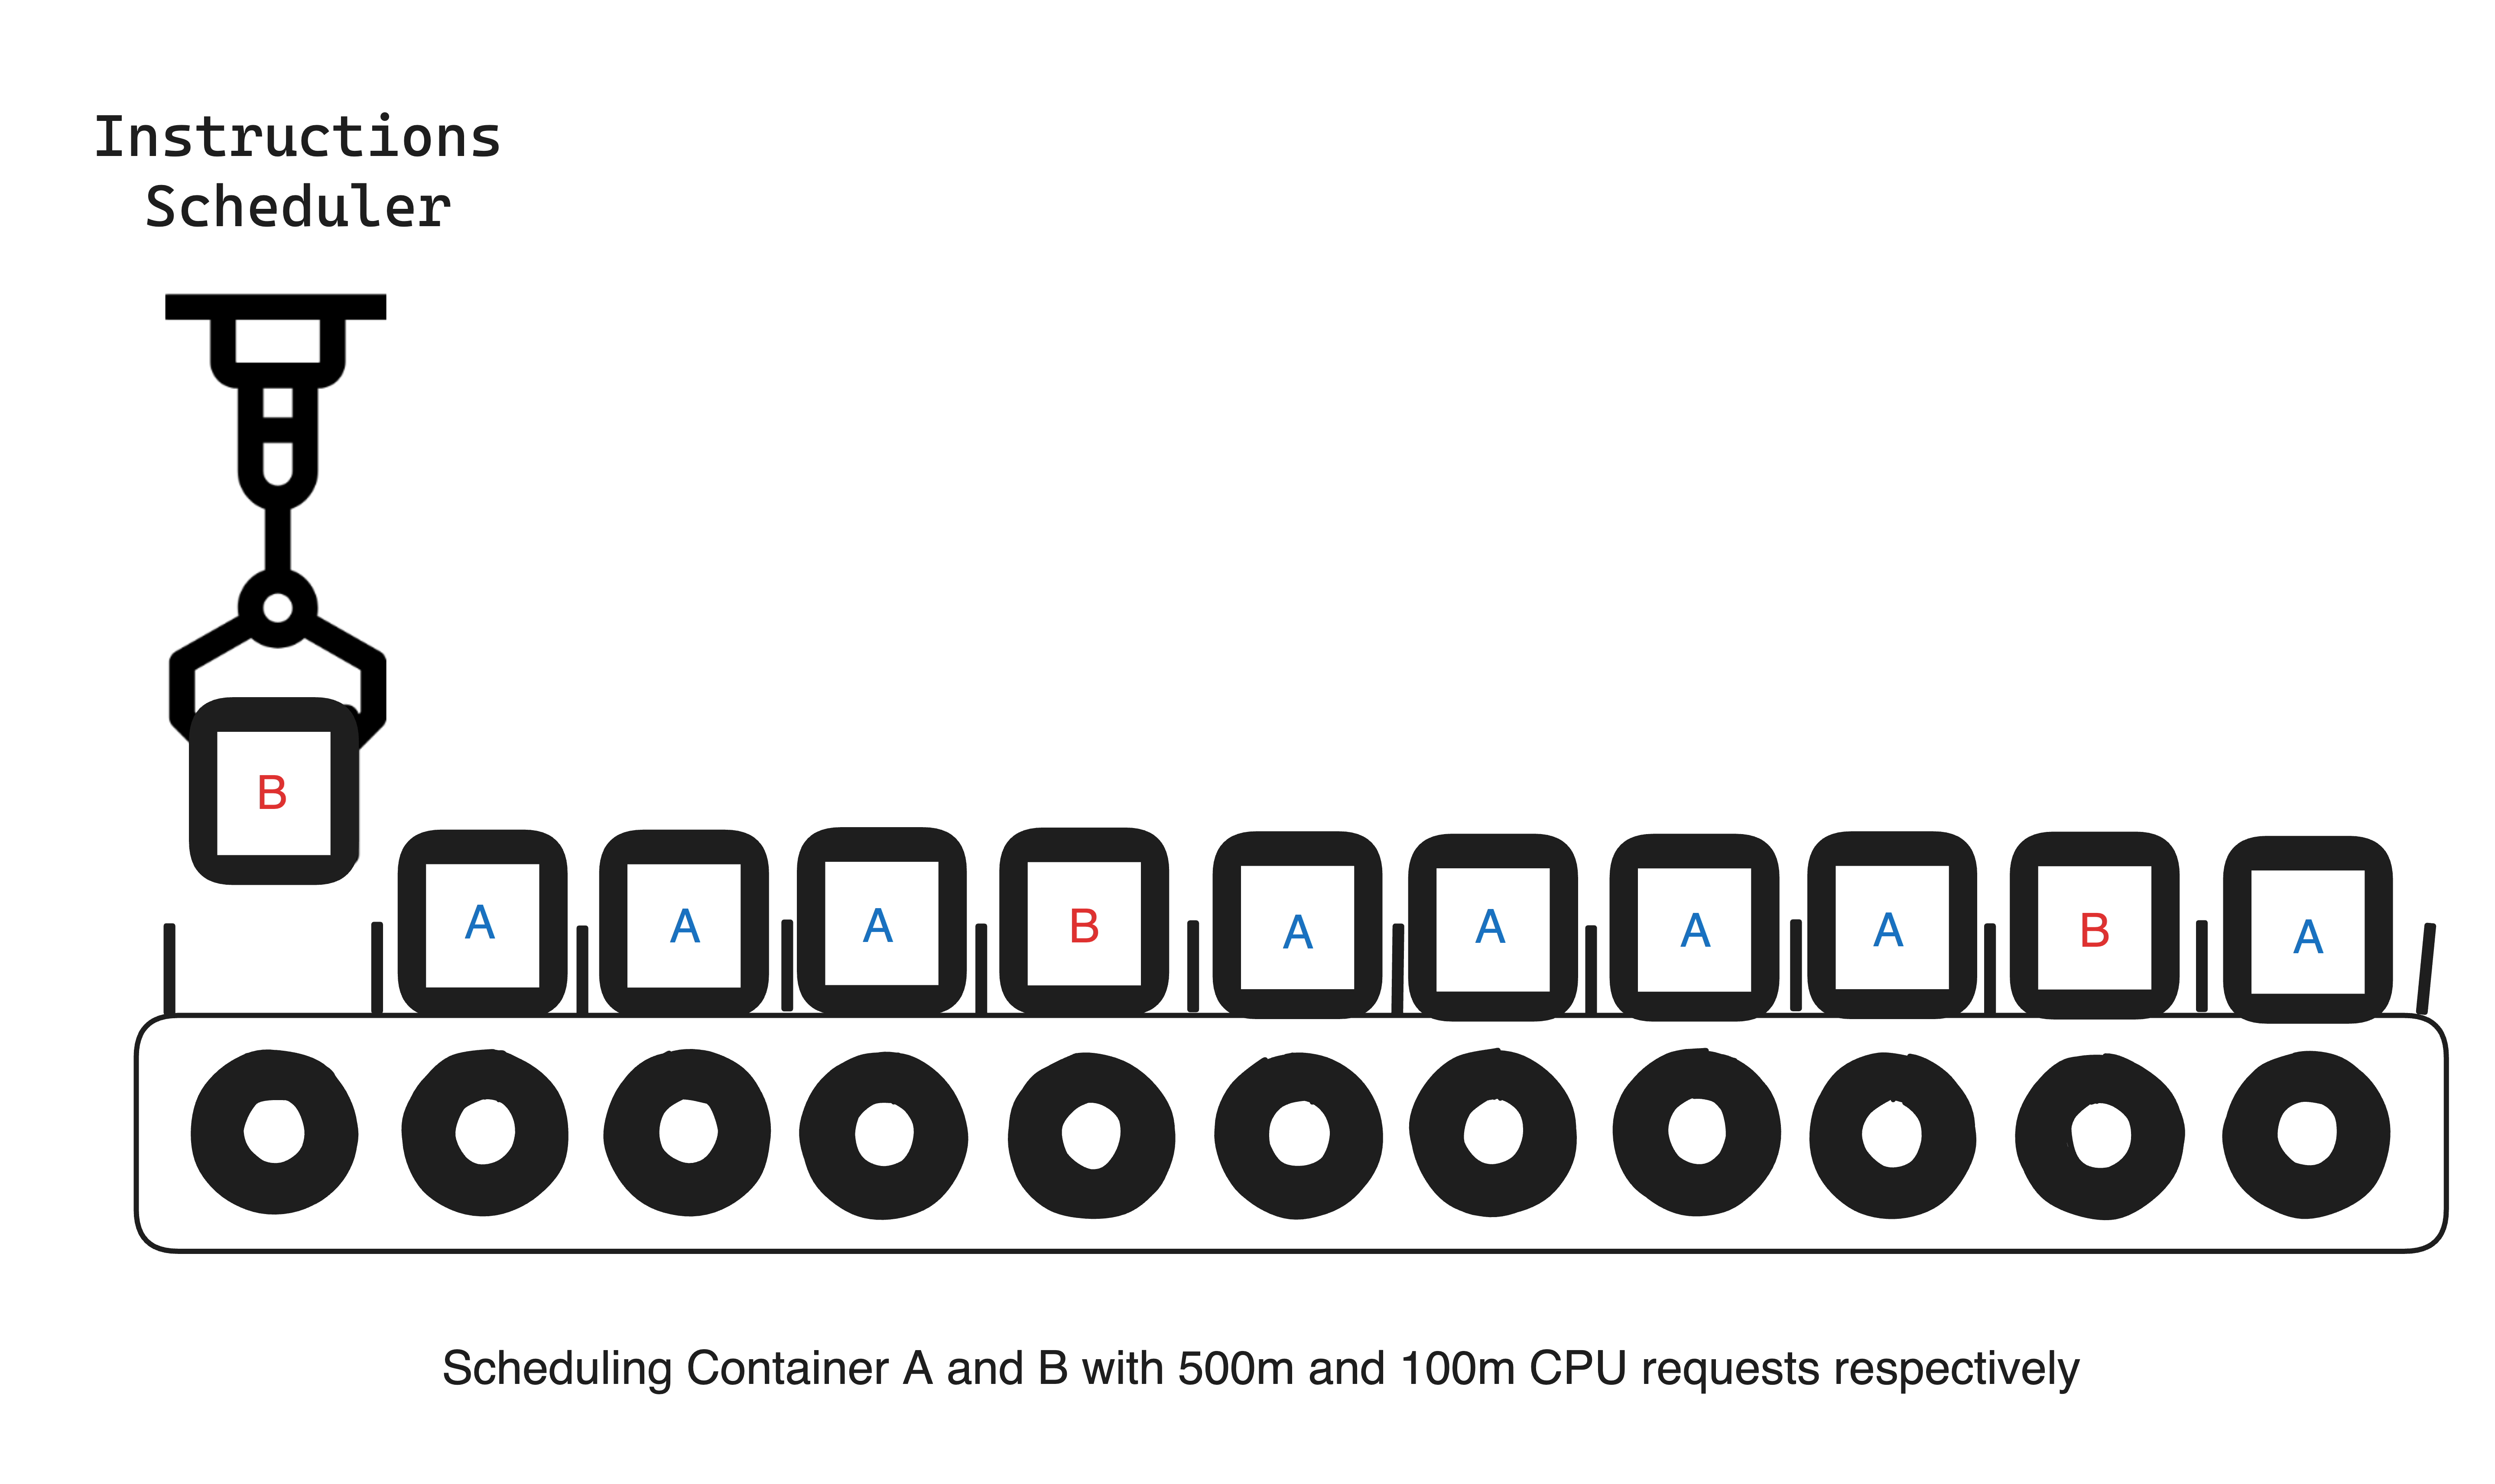 Instructions
Scheduler
B
A
A
A
B
A
A
A
A
B
A
Scheduling Container A and B with 500m and 100m CPU requests respectively